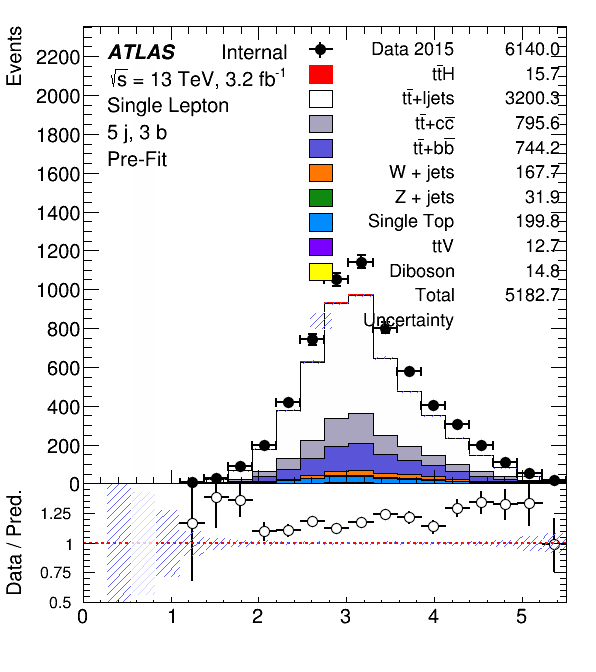 Events
2200
2000
1800
1600
1400
1200
1000
800
600
400
200
0
ATLAS Internal
√s = 13 TeV, 3.2 fb⁻¹
Single Lepton
5 j, 3 b
Pre-Fit
Data 2015 6140.0
tt̄H 15.7
tt̄+ljets 3200.3
tt̄+cc̄ 795.6
tt̄+bb̄ 744.2
W + jets 167.7
Z + jets 31.9
Single Top 199.8
ttV 12.7
Diboson 14.8
Total 5182.7
Uncertainty
Data / Pred.
1.25
1
0.75
0.5
0 1 2 3 4 5